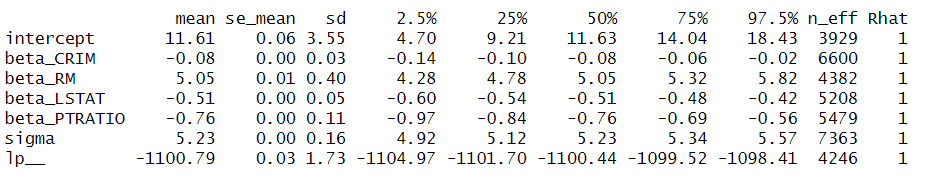 mean se_mean   sd     2.5%      25%      50%      75%    97.5% n_eff Rhat
intercept     11.61    0.06 3.55     4.70     9.21    11.63    14.04    18.43  3929    1
beta_CRIM     -0.08    0.00 0.03    -0.14    -0.10    -0.08    -0.06    -0.02  6600    1
beta_RM        5.05    0.01 0.40     4.28     4.78     5.05     5.32     5.82  4382    1
beta_LSTAT    -0.51    0.00 0.05    -0.60    -0.54    -0.51    -0.48    -0.42  5208    1
beta_PTRATIO  -0.76    0.00 0.11    -0.97    -0.84    -0.76    -0.69    -0.56  5479    1
sigma          5.23    0.00 0.16     4.92     5.12     5.23     5.34     5.57  7363    1
lp__       -1100.79    0.03 1.73 -1104.97 -1101.70 -1100.44 -1099.52 -1098.41  4246    1